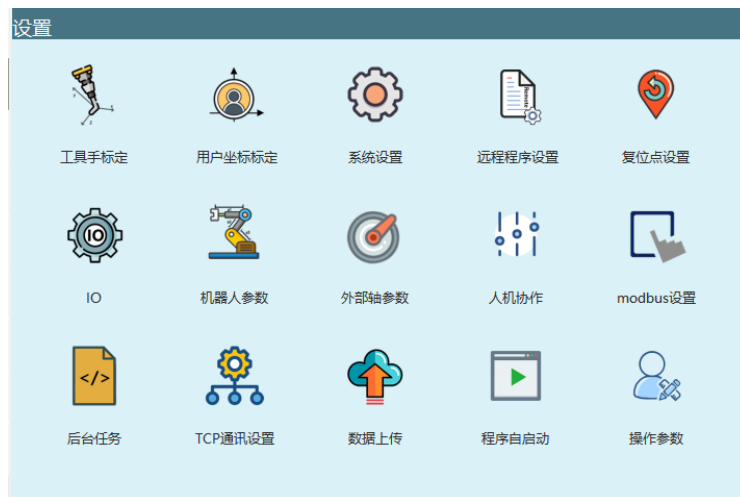 设置
工具手标定 用户坐标标定 系统设置 远程程序设置 复位点设置
Remote
IO
IO 机器人参数 外部轴参数 人机协作 modbus设置
</>
后台任务 TCP通讯设置 数据上传 程序自启动 操作参数